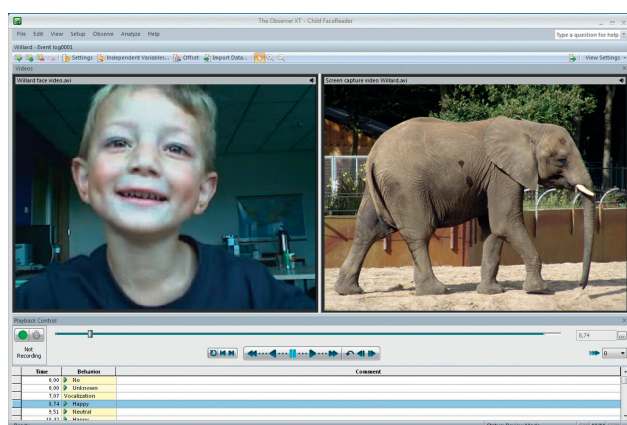 The Observer XT - Child FaceReader
File Edit View Setup Observe Analyze Help
Type a question for help
Willard - Event log0001
Settings Independent Variables... Offset Import Data... View Settings
Videos
Willard face video.avi
Screen capture video Willard.avi
Playback Control
8,74
Not
Recording
0
Time Behavior Comment
0,00 No
0,00 Unknown
7,07 Vocalization
8,74 Happy
9,51 Neutral